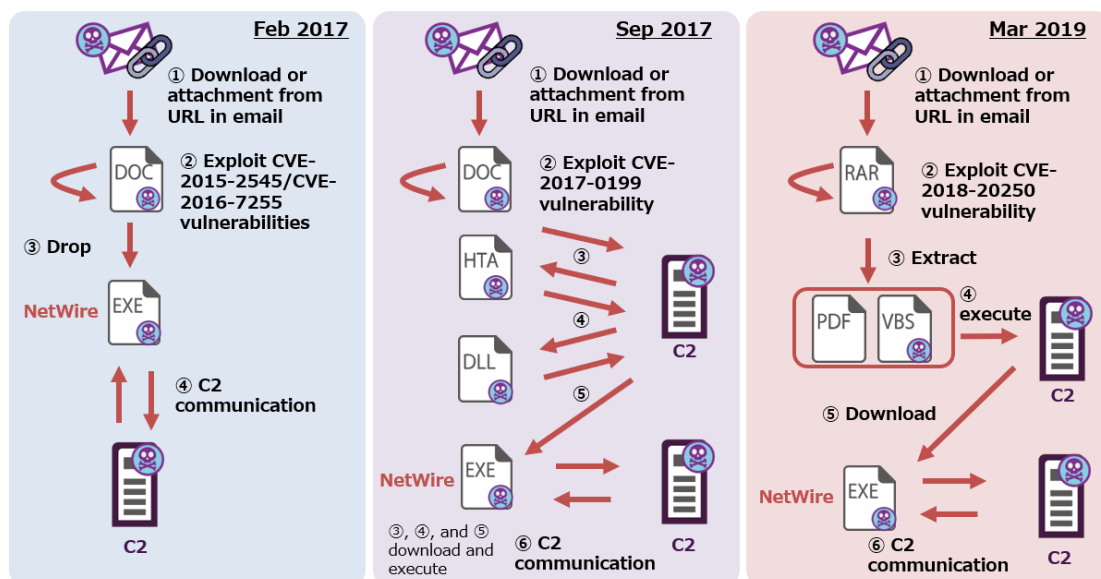 Feb 2017
① Download or
attachment from
URL in email
DOC
② Exploit CVE-
2015-2545/CVE-
2016-7255
vulnerabilities
③ Drop
NetWire
EXE
④ C2
communication
C2
Sep 2017
① Download or
attachment from
URL in email
DOC
② Exploit CVE-
2017-0199
vulnerability
HTA
③
④
C2
DLL
⑤
NetWire
EXE
C2
③, ④, and ⑤
download and
execute
⑥ C2
communication
Mar 2019
① Download or
attachment from
URL in email
RAR
② Exploit CVE-
2018-20250
vulnerability
③ Extract
PDF
VBS
④
execute
C2
⑤ Download
NetWire
EXE
C2
⑥ C2
communication